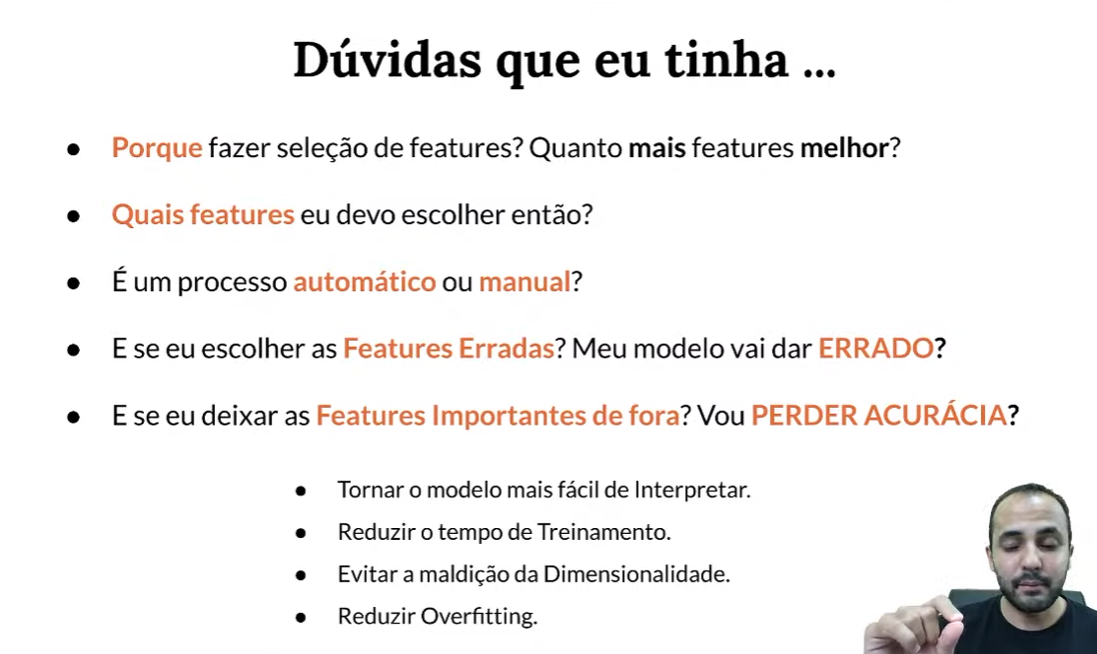 Dúvidas que eu tinha ...
● Porque fazer seleção de features? Quanto mais features melhor?
● Quais features eu devo escolher então?
● É um processo automático ou manual?
● E se eu escolher as Features Erradas? Meu modelo vai dar ERRADO?
● E se eu deixar as Features Importantes de fora? Vou PERDER ACURÁCIA?
● Tornar o modelo mais fácil de Interpretar.
● Reduzir o tempo de Treinamento.
● Evitar a maldição da Dimensionalidade.
● Reduzir Overfitting.